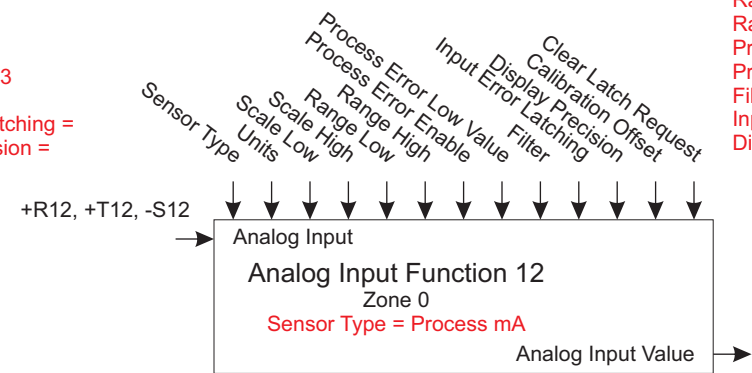 3
tching =
sion =
Sensor Type
Units
Scale Low
Scale High
Range Low
Range High
Process Error Enable
Process Error Low Value
Filter
Input Error Latching
Display Precision
Calibration Offset
Clear Latch Request
Ra
Ra
Pr
Pr
Fil
Inp
Di
+R12, +T12, -S12
Analog Input
Analog Input Function 12
Zone 0
Sensor Type = Process mA
Analog Input Value